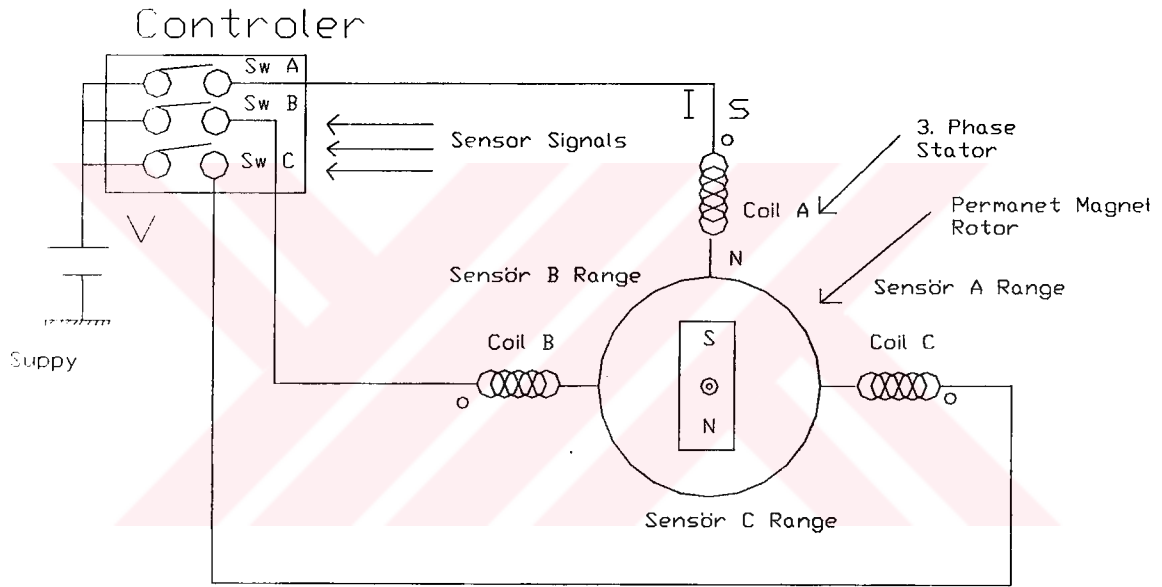 Controler
Sw A
Sw B
Sw C
V
Suppy
Sensor Signals
I S
Coil A
N
3. Phase
Stator
Permanet Magnet
Rotor
Sensör B Range
Sensör A Range
Coil B
S
N
Coil C
Sensör C Range